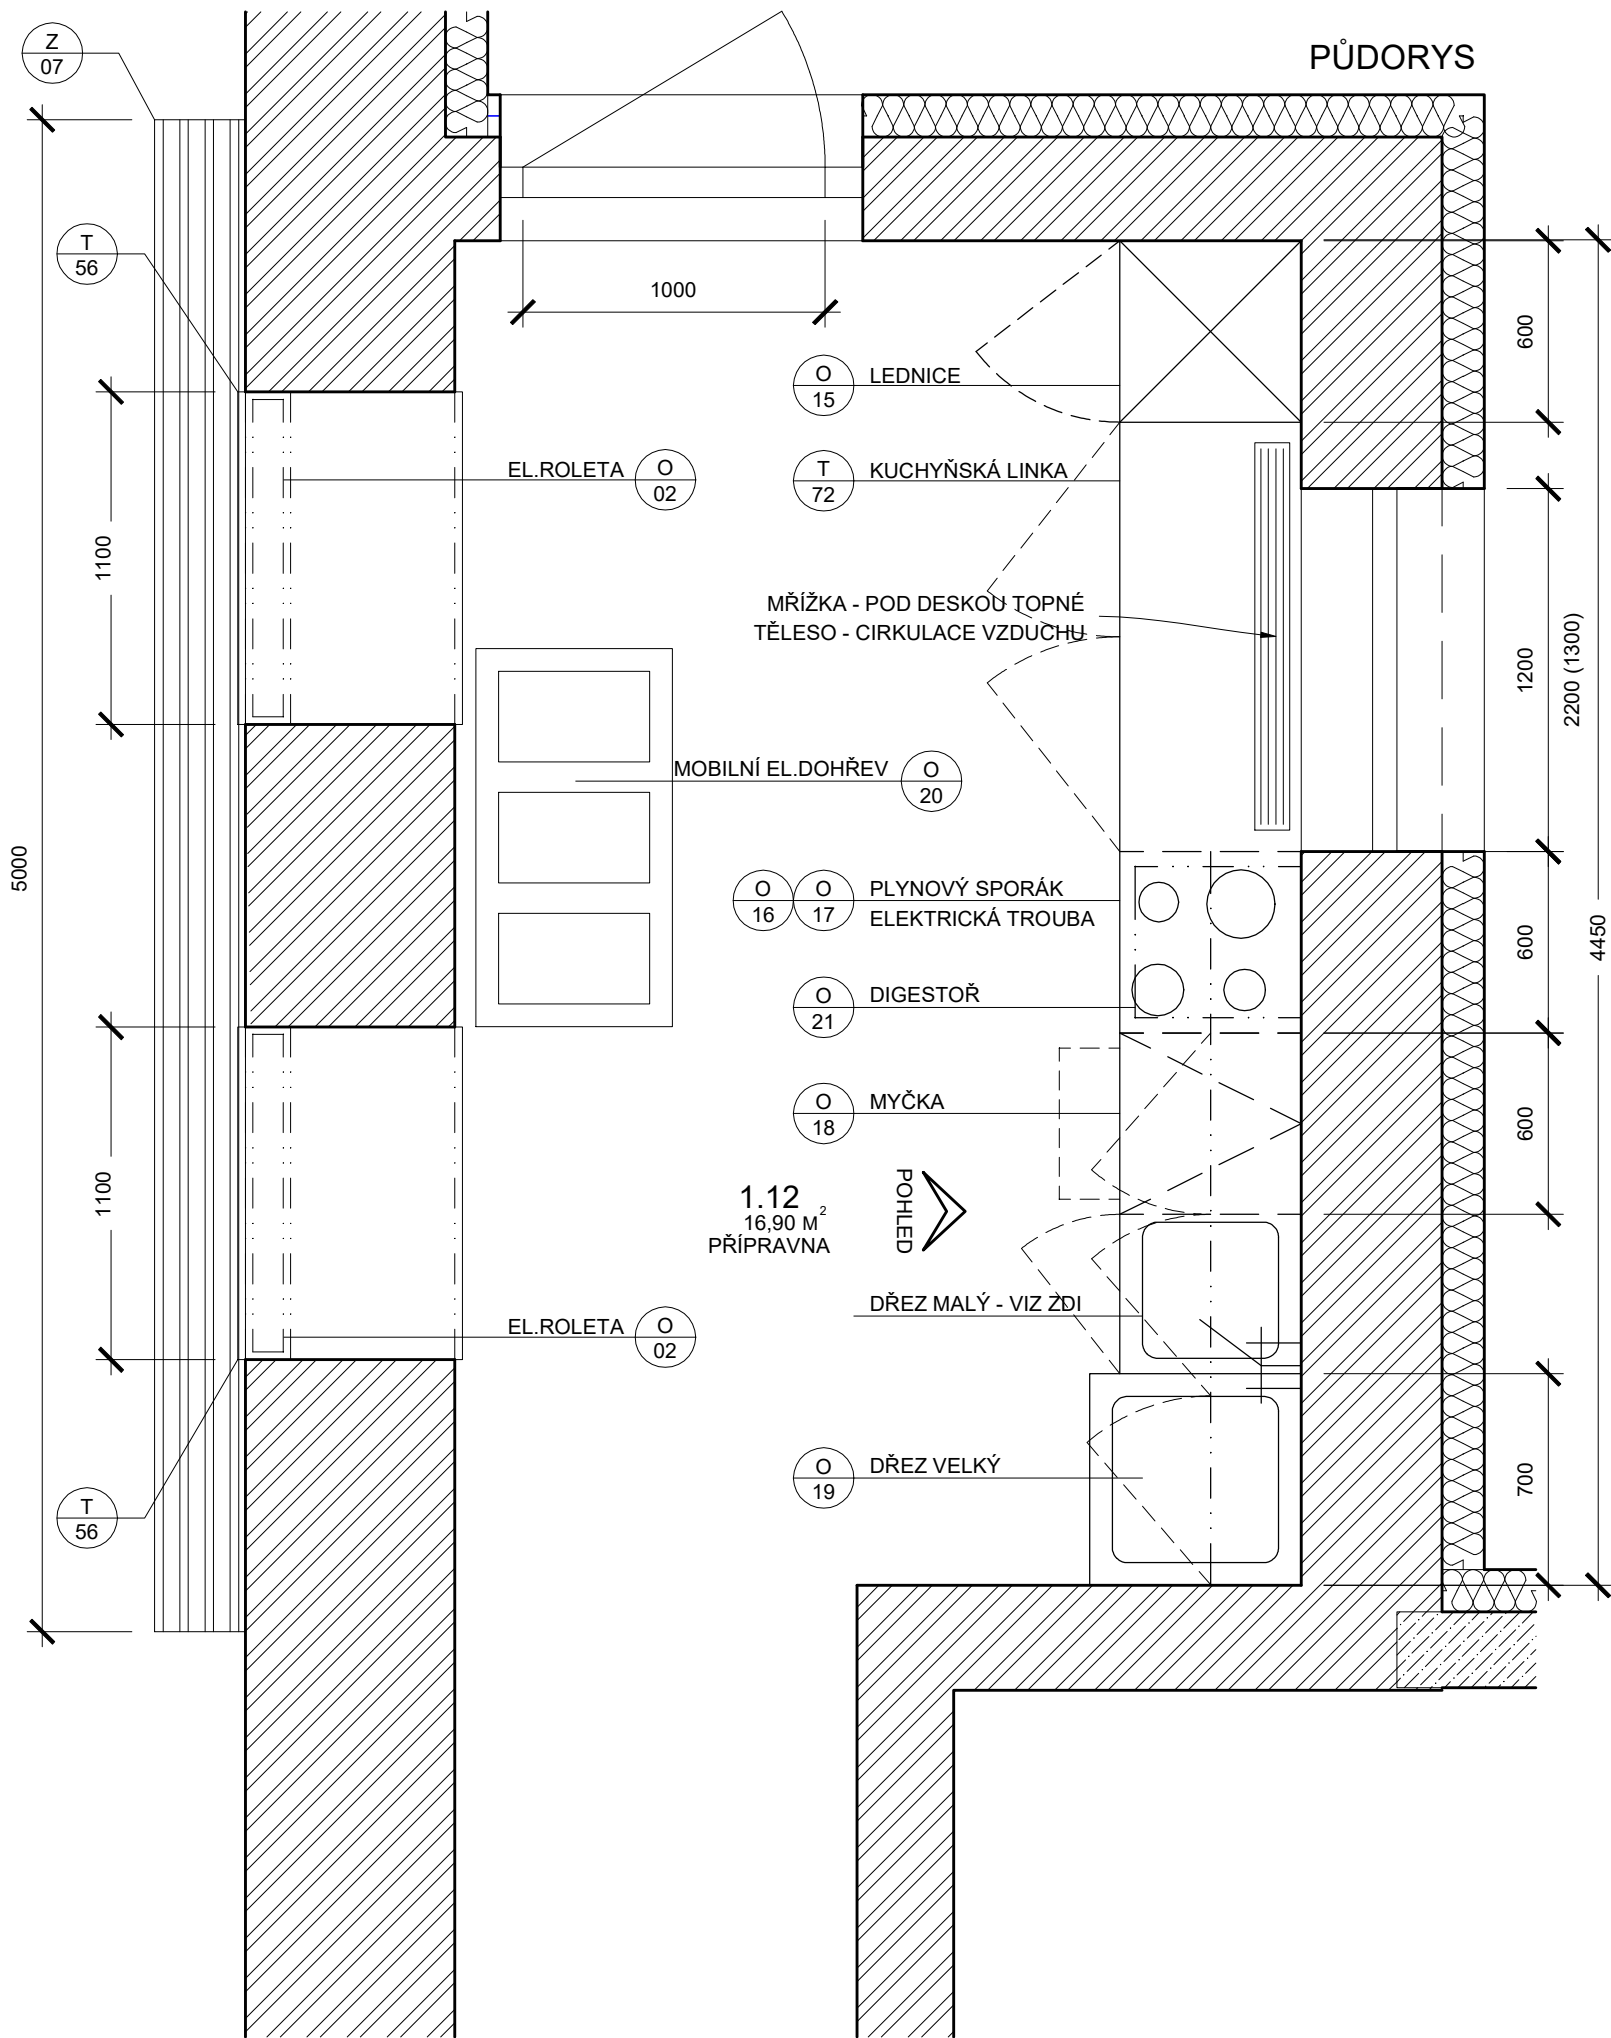 PŮDORYS
Z
07
T
56
1000
600
O
15
LEDNICE
EL.ROLETA
O
02
T
72
KUCHYŇSKÁ LINKA
1100
MŘÍŽKA - POD DESKOU TOPNÉ
TĚLESO - CIRKULACE VZDUCHU
1200
2200 (1300)
MOBILNÍ EL.DOHŘEV
O
20
5000
O
16
O
17
PLYNOVÝ SPORÁK
ELEKTRICKÁ TROUBA
600
4450
O
21
DIGESTOŘ
O
18
MYČKA
600
1100
1.12
16,90 M2
PŘÍPRAVNA
POHLED
DŘEZ MALÝ - VIZ ZDI
EL.ROLETA
O
02
O
19
DŘEZ VELKÝ
700
T
56